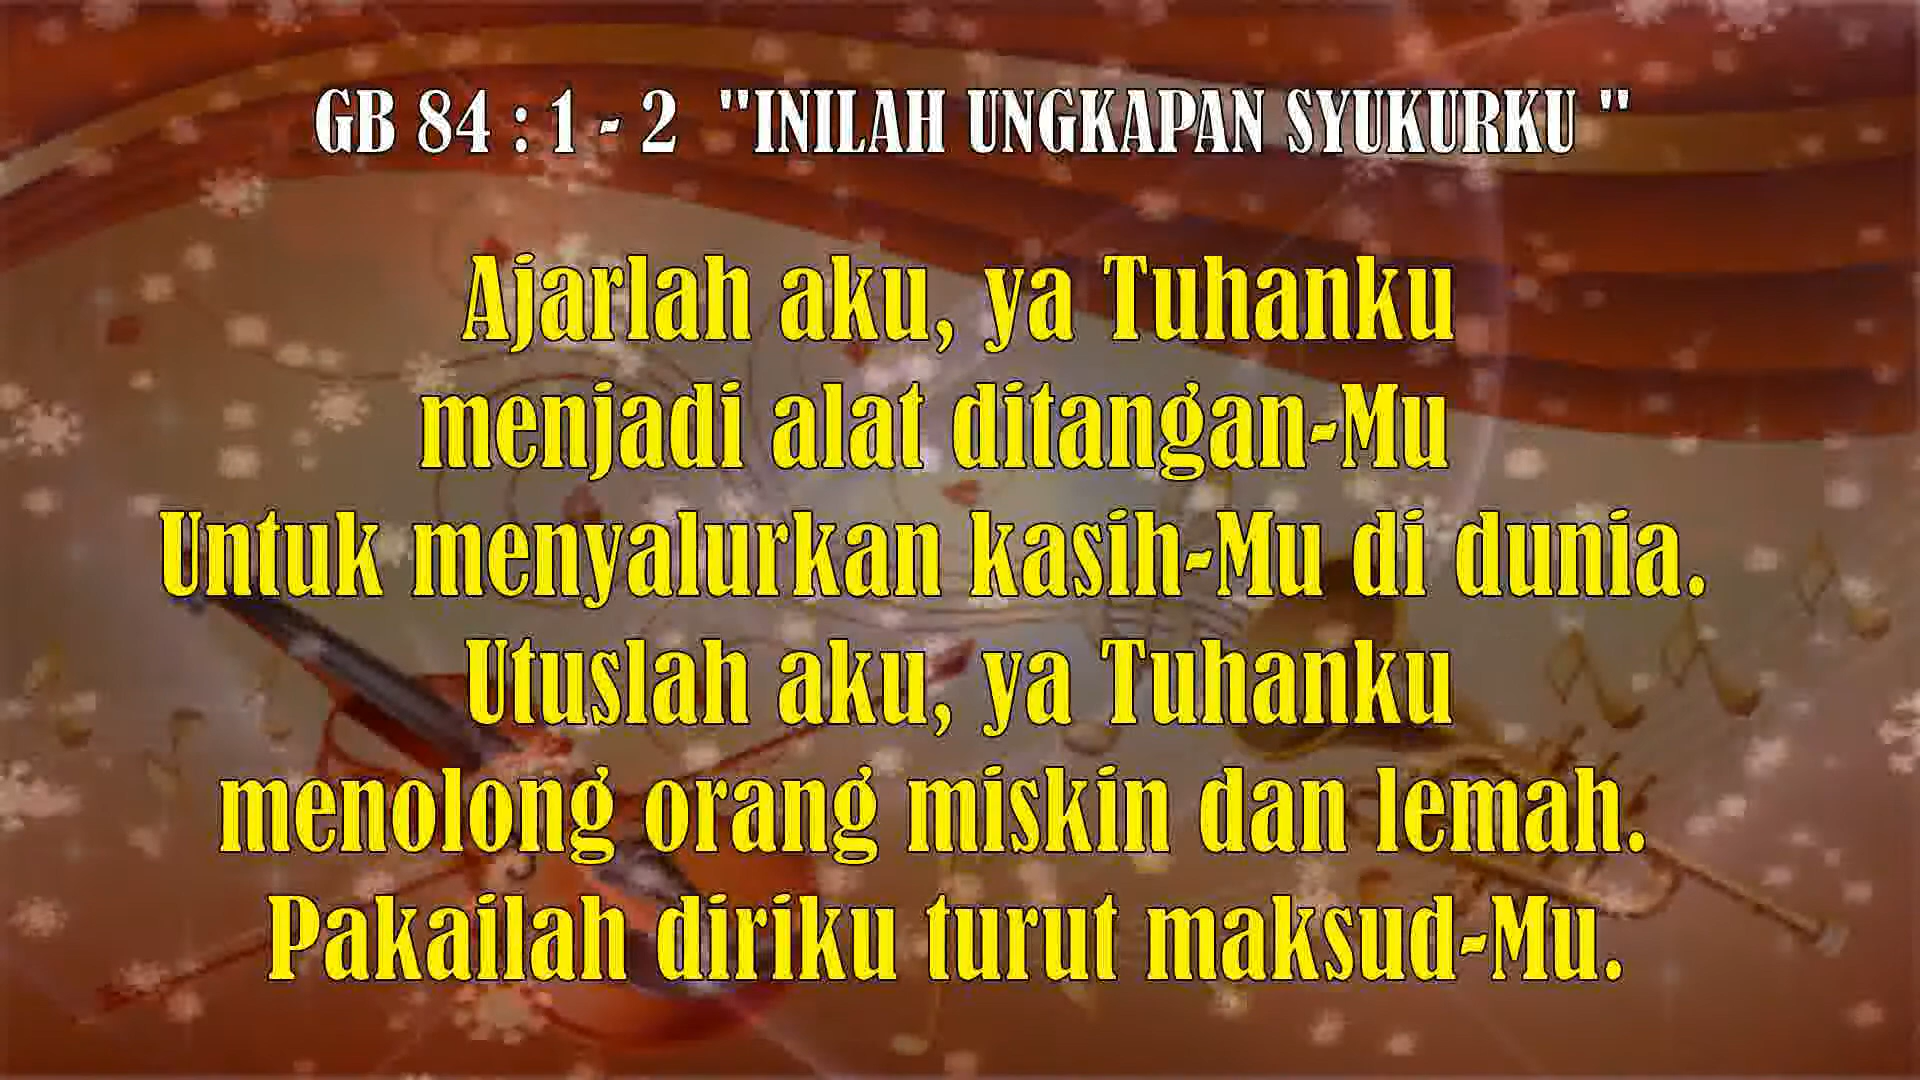 GB 84 : 1 - 2 "INILAH UNGKAPAN SYUKURKU "
Ajarlah aku, ya Tuhanku
menjadi alat ditangan-Mu
Untuk menyalurkan kasih-Mu di dunia.
Utuslah aku, ya Tuhanku
menolong orang miskin dan lemah.
Pakailah diriku turut maksud-Mu.